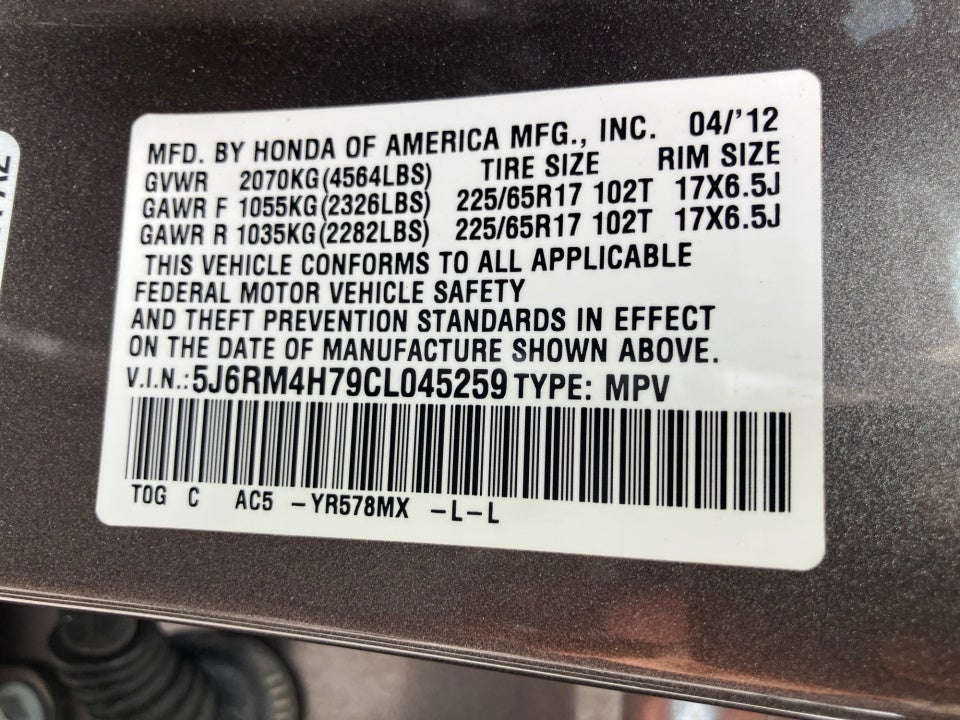 MFD. BY HONDA OF AMERICA MFG., INC. 04/'12
GVWR 2070KG(4564LBS) TIRE SIZE RIM SIZE
GAWR F 1055KG(2326LBS) 225/65R17 102T 17X6.5J
GAWR R 1035KG(2282LBS) 225/65R17 102T 17X6.5J
THIS VEHICLE CONFORMS TO ALL APPLICABLE
FEDERAL MOTOR VEHICLE SAFETY
AND THEFT PREVENTION STANDARDS IN EFFECT
ON THE DATE OF MANUFACTURE SHOWN ABOVE.
V.I.N.: 5J6RM4H79CL045259 TYPE: MPV
TOG C AC5 -YR578MX -L-L